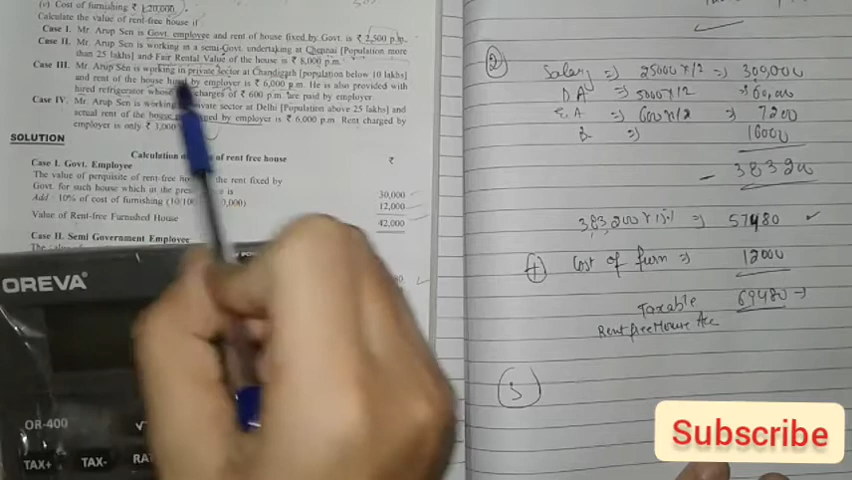 (v) Cost of furnishing ₹ 1,20,000.
Calculate the value of rent-free house if
Case I. Mr. Arup Sen is Govt. employee and rent of house fixed by Govt. is ₹ 2,500 p.m.
Case II. Mr. Arup Sen is working in a semi-Govt. undertaking at Chennai [Population more
than 25 lakhs] and Fair Rental Value of the house is ₹ 8,000 p.m.
Case III. Mr. Arup Sen is working in private sector at Chandigarh [population below 10 lakhs]
and rent of the house hired by employer is ₹ 6,000 p.m. He is also provided with
hired refrigerator whose charges of ₹ 600 p.m. are paid by employer.
Case IV. Mr. Arup Sen is working private sector at Delhi [Population above 25 lakhs] and
actual rent of the house by employer is ₹ 6,000 p.m. Rent charged by
employer is only ₹ 1,000
SOLUTION
of rent free house
₹
Case I. Govt. Employee
The value of perquisite of rent-free rent fixed by
Govt. for such house which in the is 30,000
Add : 10% of cost of furnishing 12,000
Value of Rent-free Furnished House 42,000
Case II. Semi Government Employee
OREVA
OR-400
TAX+ TAX- √
2
Salary ⇒ 25000 x 12 ⇒ 300,000
DA ⇒ 5000 x 12 ⇒ 60,000
EA ⇒ 600 x 12 ⇒ 7200
⇒ 16000
383200
383,200 x 15% ⇒ 57480
+ Cost of furn ⇒ 12000
Taxable 69480
Rent free House Acc
3
Subscribe